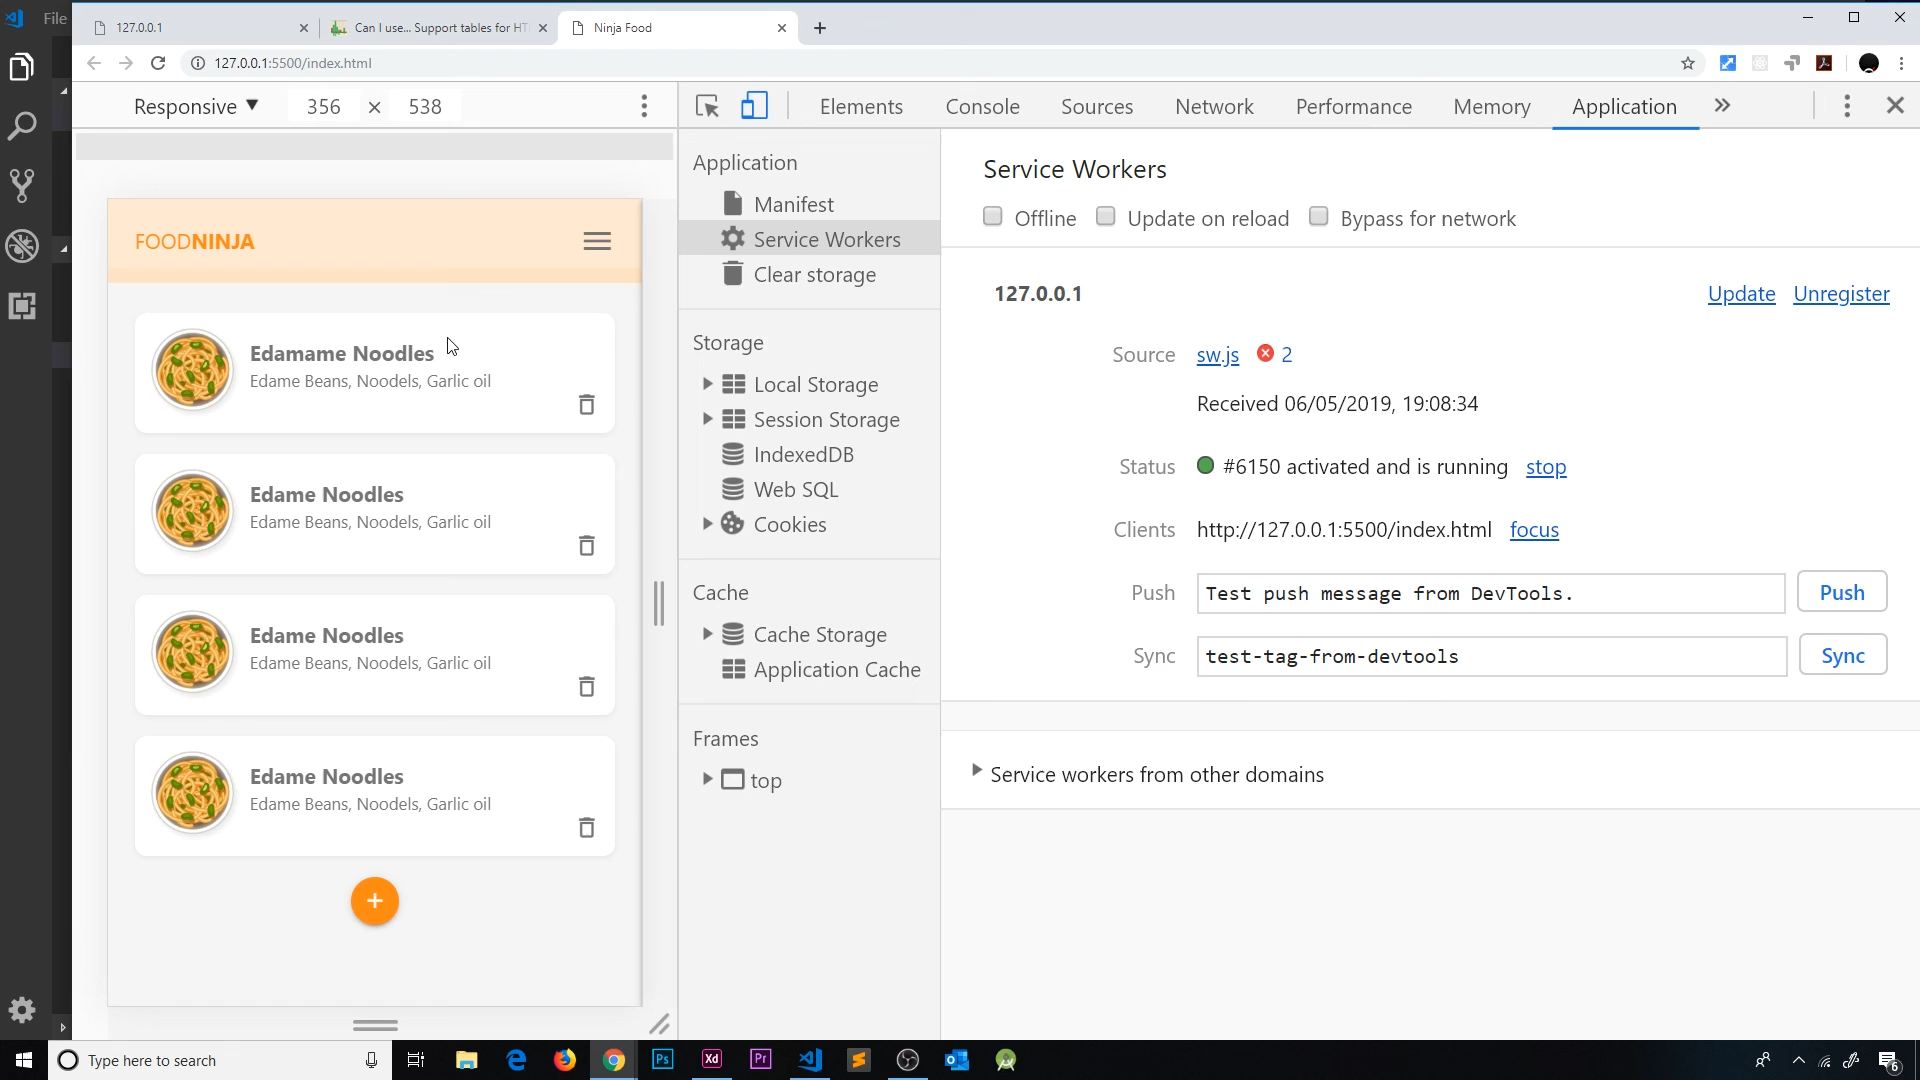 File
127.0.0.1
Can I use... Support tables for HT
Ninja Food
127.0.0.1:5500/index.html
Responsive ▼ 356 × 538
Elements Console Sources Network Performance Memory Application »
FOODNINJA
Edamame Noodles
Edame Beans, Noodels, Garlic oil
Edame Noodles
Edame Beans, Noodels, Garlic oil
Edame Noodles
Edame Beans, Noodels, Garlic oil
Edame Noodles
Edame Beans, Noodels, Garlic oil
+
Application
Manifest
Service Workers
Clear storage
Storage
Local Storage
Session Storage
IndexedDB
Web SQL
Cookies
Cache
Cache Storage
Application Cache
Frames
top
Service Workers
Offline Update on reload Bypass for network
127.0.0.1 Update Unregister
Source sw.js 2
Received 06/05/2019, 19:08:34
Status #6150 activated and is running stop
Clients http://127.0.0.1:5500/index.html focus
Push Test push message from DevTools. Push
Sync test-tag-from-devtools Sync
Service workers from other domains
Type here to search
Ps
Xd
Pr
6